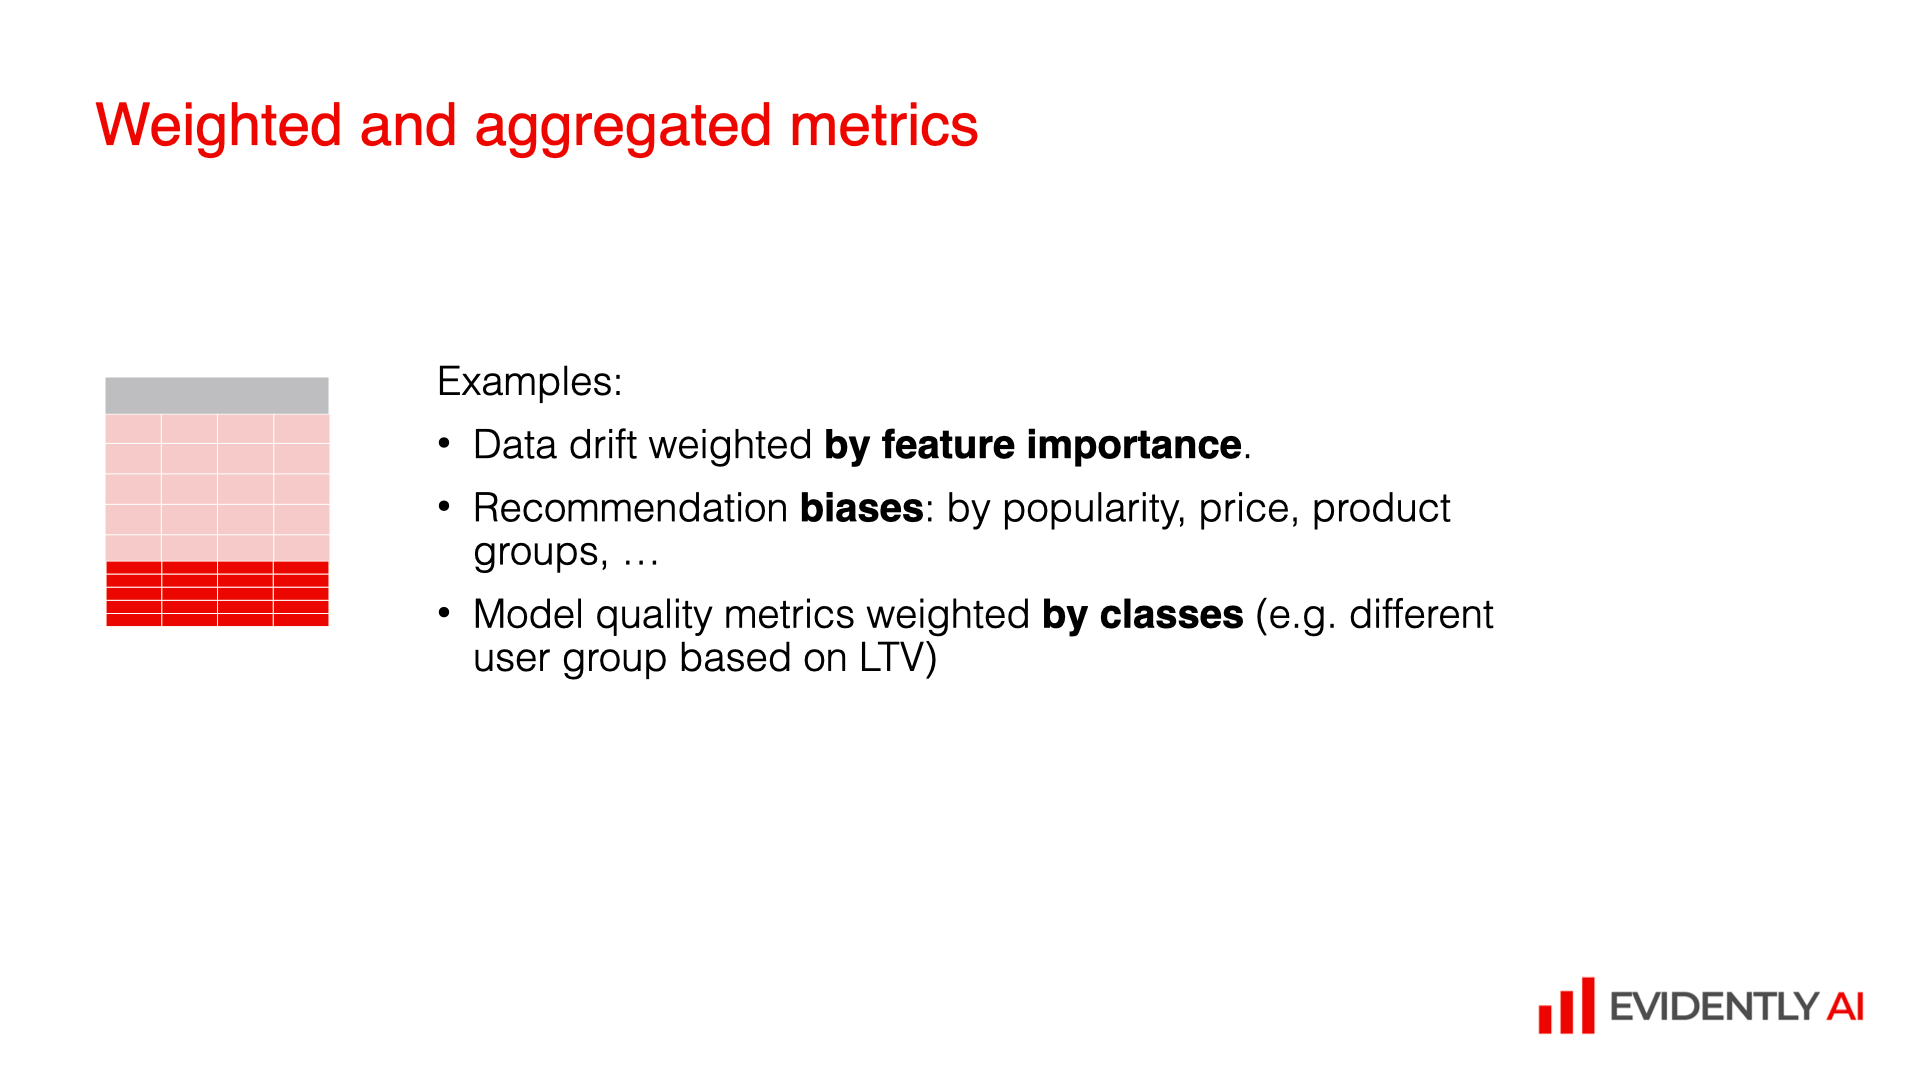 Weighted and aggregated metrics
Examples:
• Data drift weighted by feature importance.
• Recommendation biases: by popularity, price, product
groups, …
• Model quality metrics weighted by classes (e.g. different
user group based on LTV)
EVIDENTLY AI